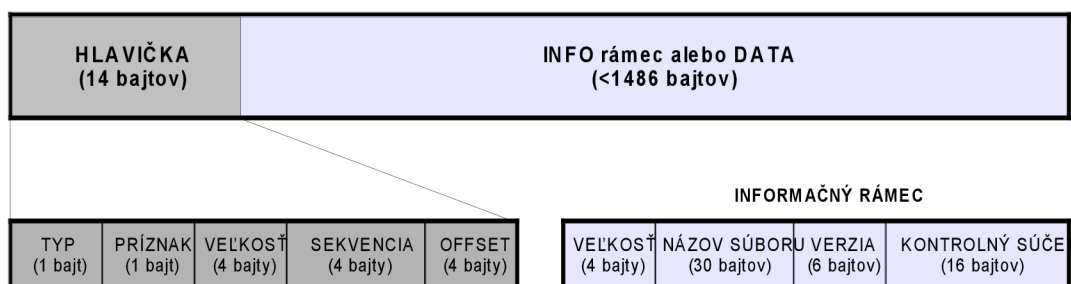 HLAVIČKA
(14 bajtov)
INFO rámec alebo DATA
(<1486 bajtov)
INFORMAČNÝ RÁMEC
TYP
(1 bajt)
PRÍZNAK
(1 bajt)
VEĽKOSŤ
(4 bajty)
SEKVENCIA
(4 bajty)
OFFSET
(4 bajty)
VEĽKOSŤ
(4 bajty)
NÁZOV SÚBORU
(30 bajtov)
VERZIA
(6 bajtov)
KONTROLNÝ SÚČE
(16 bajtov)